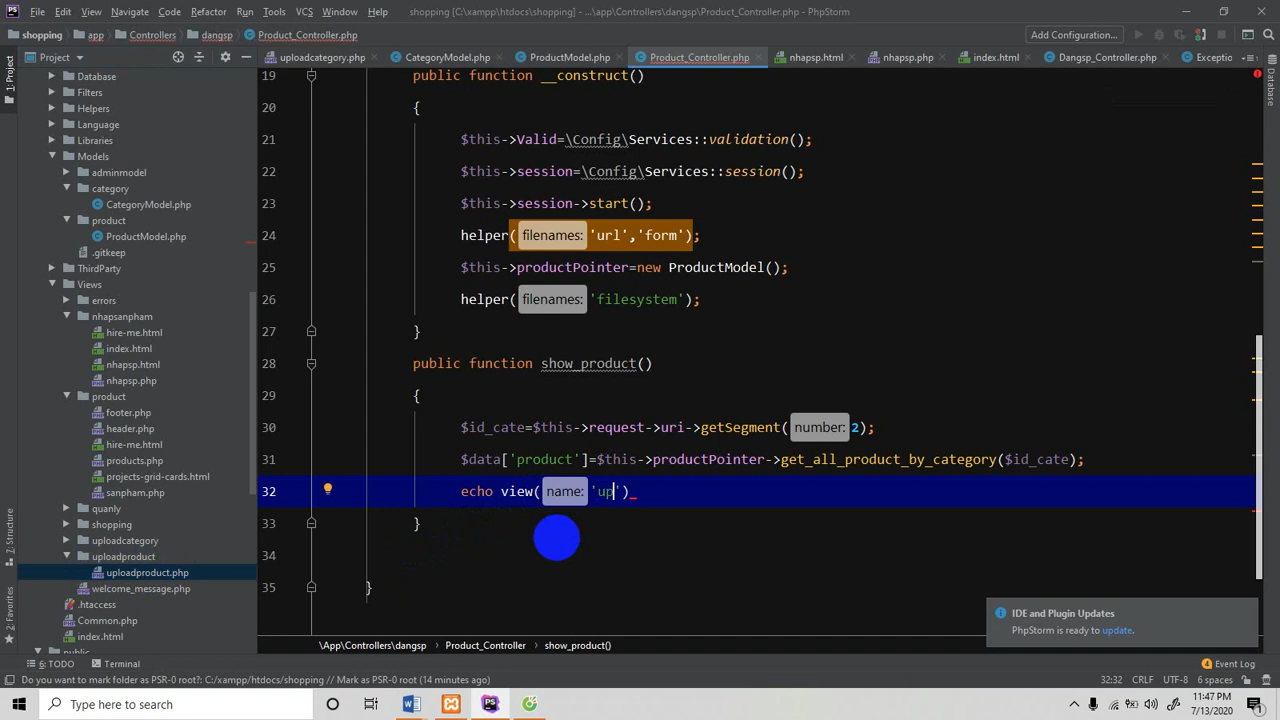 File Edit View Navigate Code Refactor Run Tools VCS Window Help shopping [C:\xampp\htdocs\shopping] - ...\app\Controllers\dangsp\Product_Controller.php - PhpStorm
shopping app Controllers dangsp Product_Controller.php Add Configuration...
Project uploadcategory.php CategoryModel.php ProductModel.php Product_Controller.php nhapsp.html nhapsp.php index.html Dangsp_Controller.php Exceptio
1: Project
Database
7: Structure
2: Favorites
Database
Filters
Helpers
Language
Libraries
Models
adminmodel
category
CategoryModel.php
product
ProductModel.php
.gitkeep
ThirdParty
Views
errors
nhapsanpham
hire-me.html
index.html
nhapsp.html
nhapsp.php
product
footer.php
header.php
hire-me.html
products.php
projects-grid-cards.html
sanpham.php
quanly
shopping
uploadcategory
uploadproduct
uploadproduct.php
welcome_message.php
.htaccess
Common.php
index.html
public
19 public function __construct()
20 {
21 $this->Valid=\Config\Services::validation();
22 $this->session=\Config\Services::session();
23 $this->session->start();
24 helper( filenames: 'url','form');
25 $this->productPointer=new ProductModel();
26 helper( filenames: 'filesystem');
27 }
28 public function show_product()
29 {
30 $id_cate=$this->request->uri->getSegment( number: 2);
31 $data['product']=$this->productPointer->get_all_product_by_category($id_cate);
32 echo view( name: 'up')
33 }
34
35 }
IDE and Plugin Updates
PhpStorm is ready to update.
\App\Controllers\dangsp Product_Controller show_product()
6: TODO Terminal Event Log
Do you want to mark folder as PSR-0 root?: C:/xampp/htdocs/shopping // Mark as PSR-0 root (14 minutes ago) 32:32 CRLF UTF-8 6 spaces
Type here to search
11:47 PM
7/13/2020